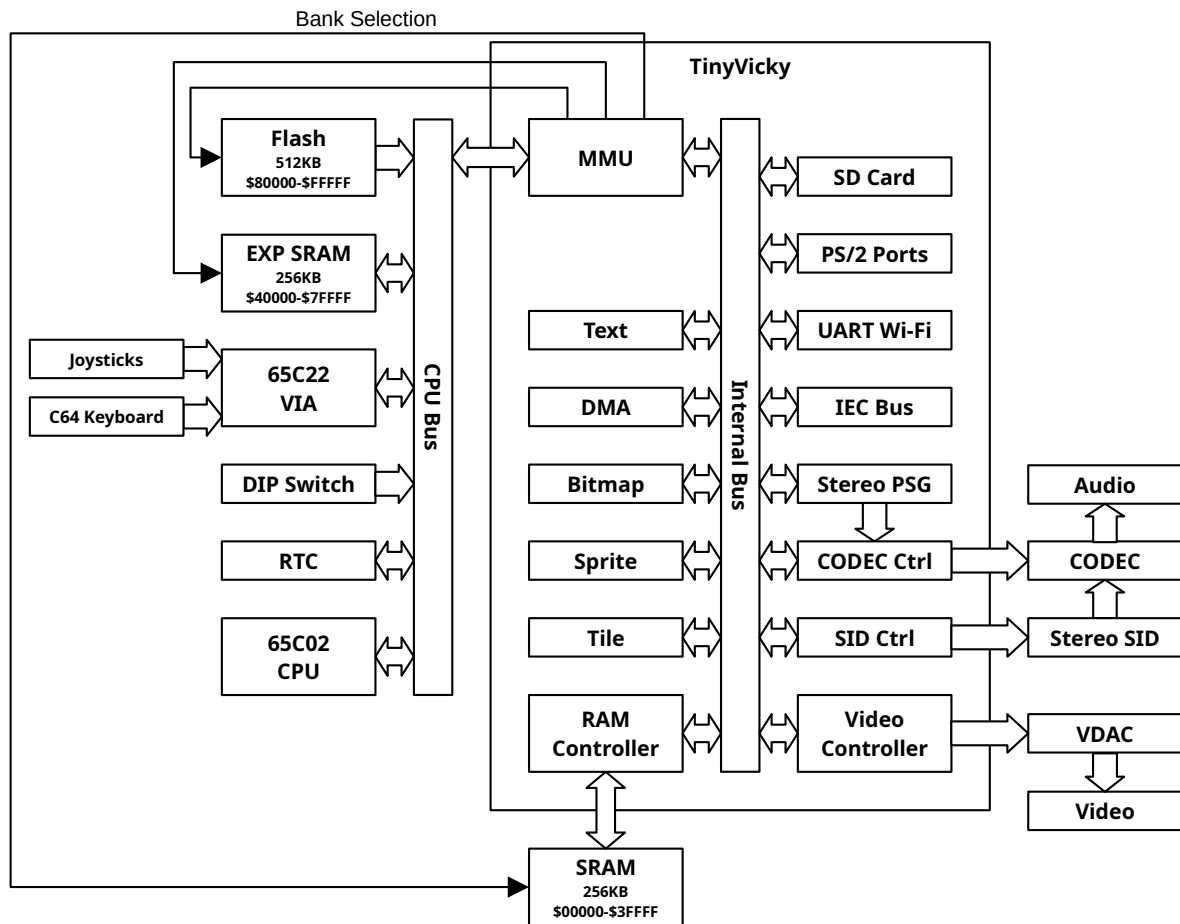 Bank Selection
TinyVicky
Flash
512KB
$80000-$FFFFF
MMU
SD Card
EXP SRAM
256KB
$40000-$7FFFF
PS/2 Ports
Text
UART Wi-Fi
Joysticks
C64 Keyboard
65C22
VIA
CPU Bus
DMA
Internal Bus
IEC Bus
DIP Switch
Bitmap
Stereo PSG
Audio
RTC
Sprite
CODEC Ctrl
CODEC
65C02
CPU
Tile
SID Ctrl
Stereo SID
RAM
Controller
Video
Controller
VDAC
Video
SRAM
256KB
$00000-$3FFFF